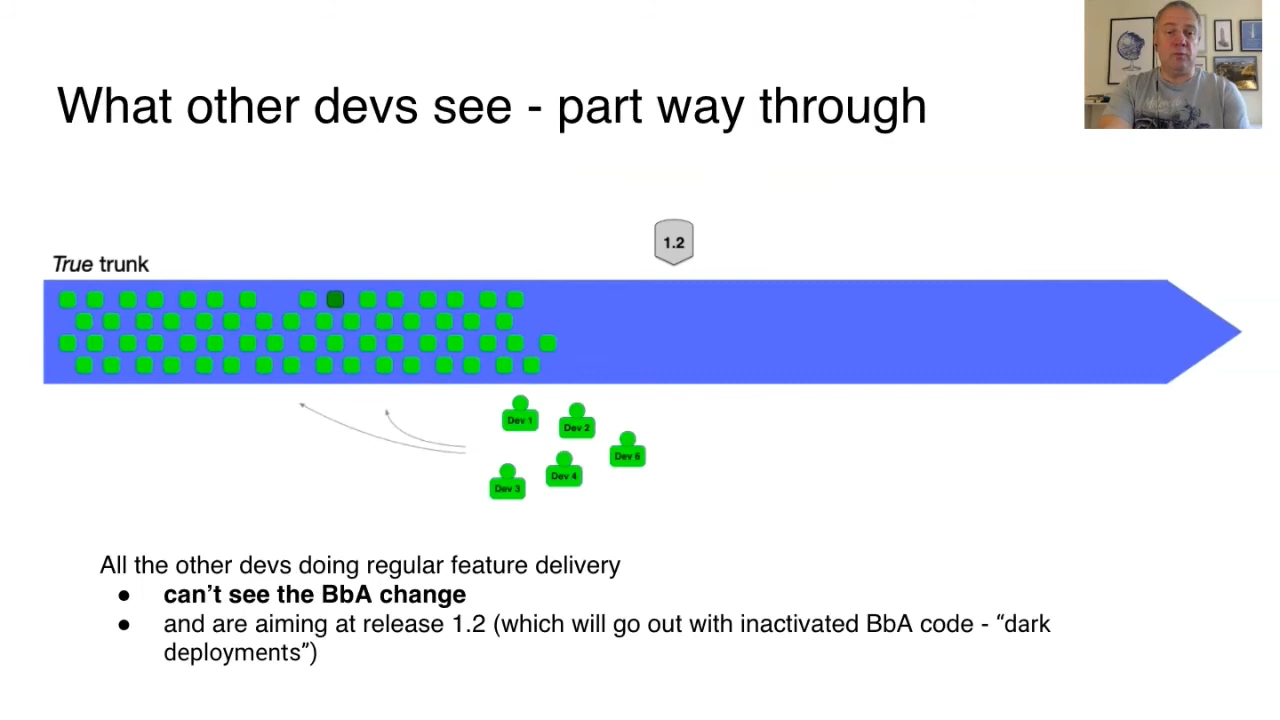 What other devs see - part way through
1.2
True trunk
Dev 1
Dev 2
Dev 6
Dev 4
Dev 3
All the other devs doing regular feature delivery
● can’t see the BbA change
● and are aiming at release 1.2 (which will go out with inactivated BbA code - “dark
deployments”)